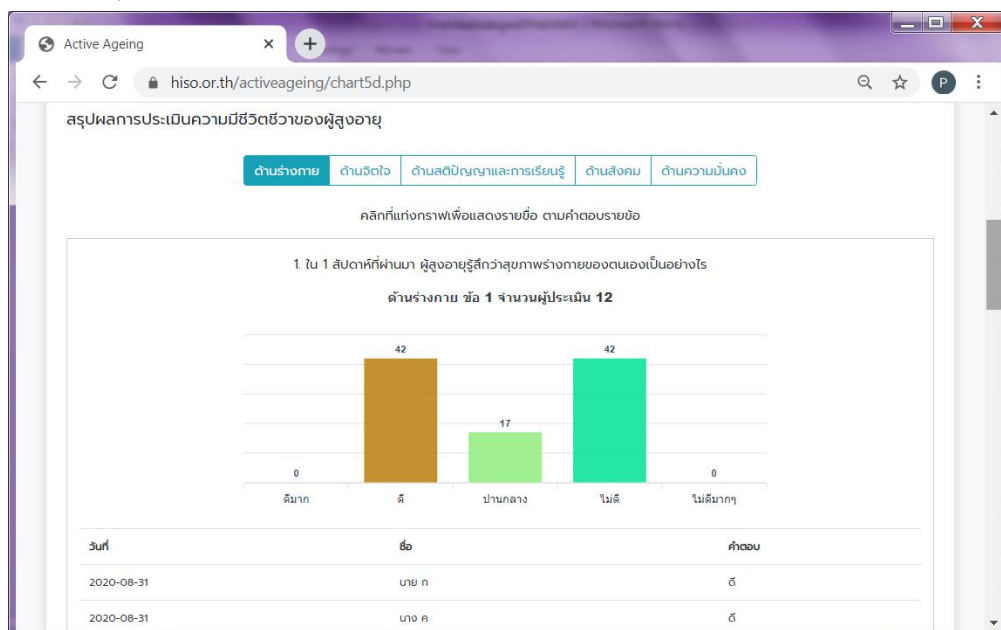 Active Ageing
hiso.or.th/activeageing/chart5d.php
P
สรุปผลการประเมินความมีชีวิตชีวาของผู้สูงอายุ
ด้านร่างกาย ด้านจิตใจ ด้านสติปัญญาและการเรียนรู้ ด้านสังคม ด้านความมั่นคง
คลิกที่แท่งกราฟเพื่อแสดงรายชื่อ ตามคำตอบรายข้อ
1. ใน 1 สัปดาห์ที่ผ่านมา ผู้สูงอายุรู้สึกว่าสุขภาพร่างกายของตนเองเป็นอย่างไร
ด้านร่างกาย ข้อ 1 จำนวนผู้ประเมิน 12
42 42
17
0 0
ดีมาก ดี ปานกลาง ไม่ดี ไม่ดีมากๆ
วันที่ ชื่อ คำตอบ
2020-08-31 นาย ก ดี
2020-08-31 นาง ค ดี